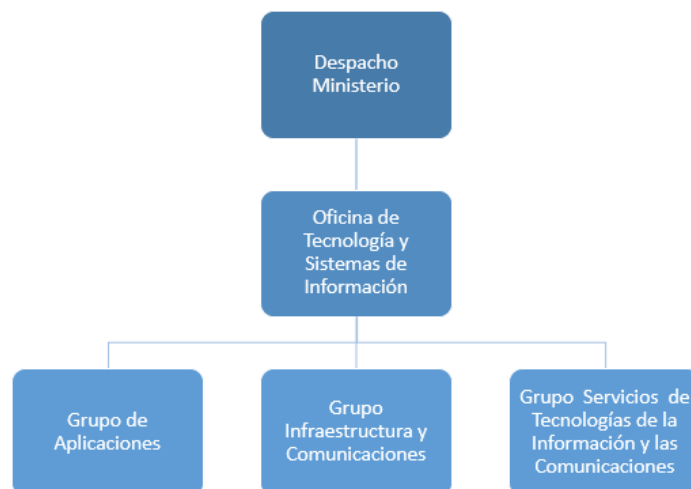 Despacho
Ministerio
Oficina de
Tecnología y
Sistemas de
Información
Grupo de
Aplicaciones
Grupo
Infraestructura y
Comunicaciones
Grupo Servicios de
Tecnologías de la
Información y las
Comunicaciones